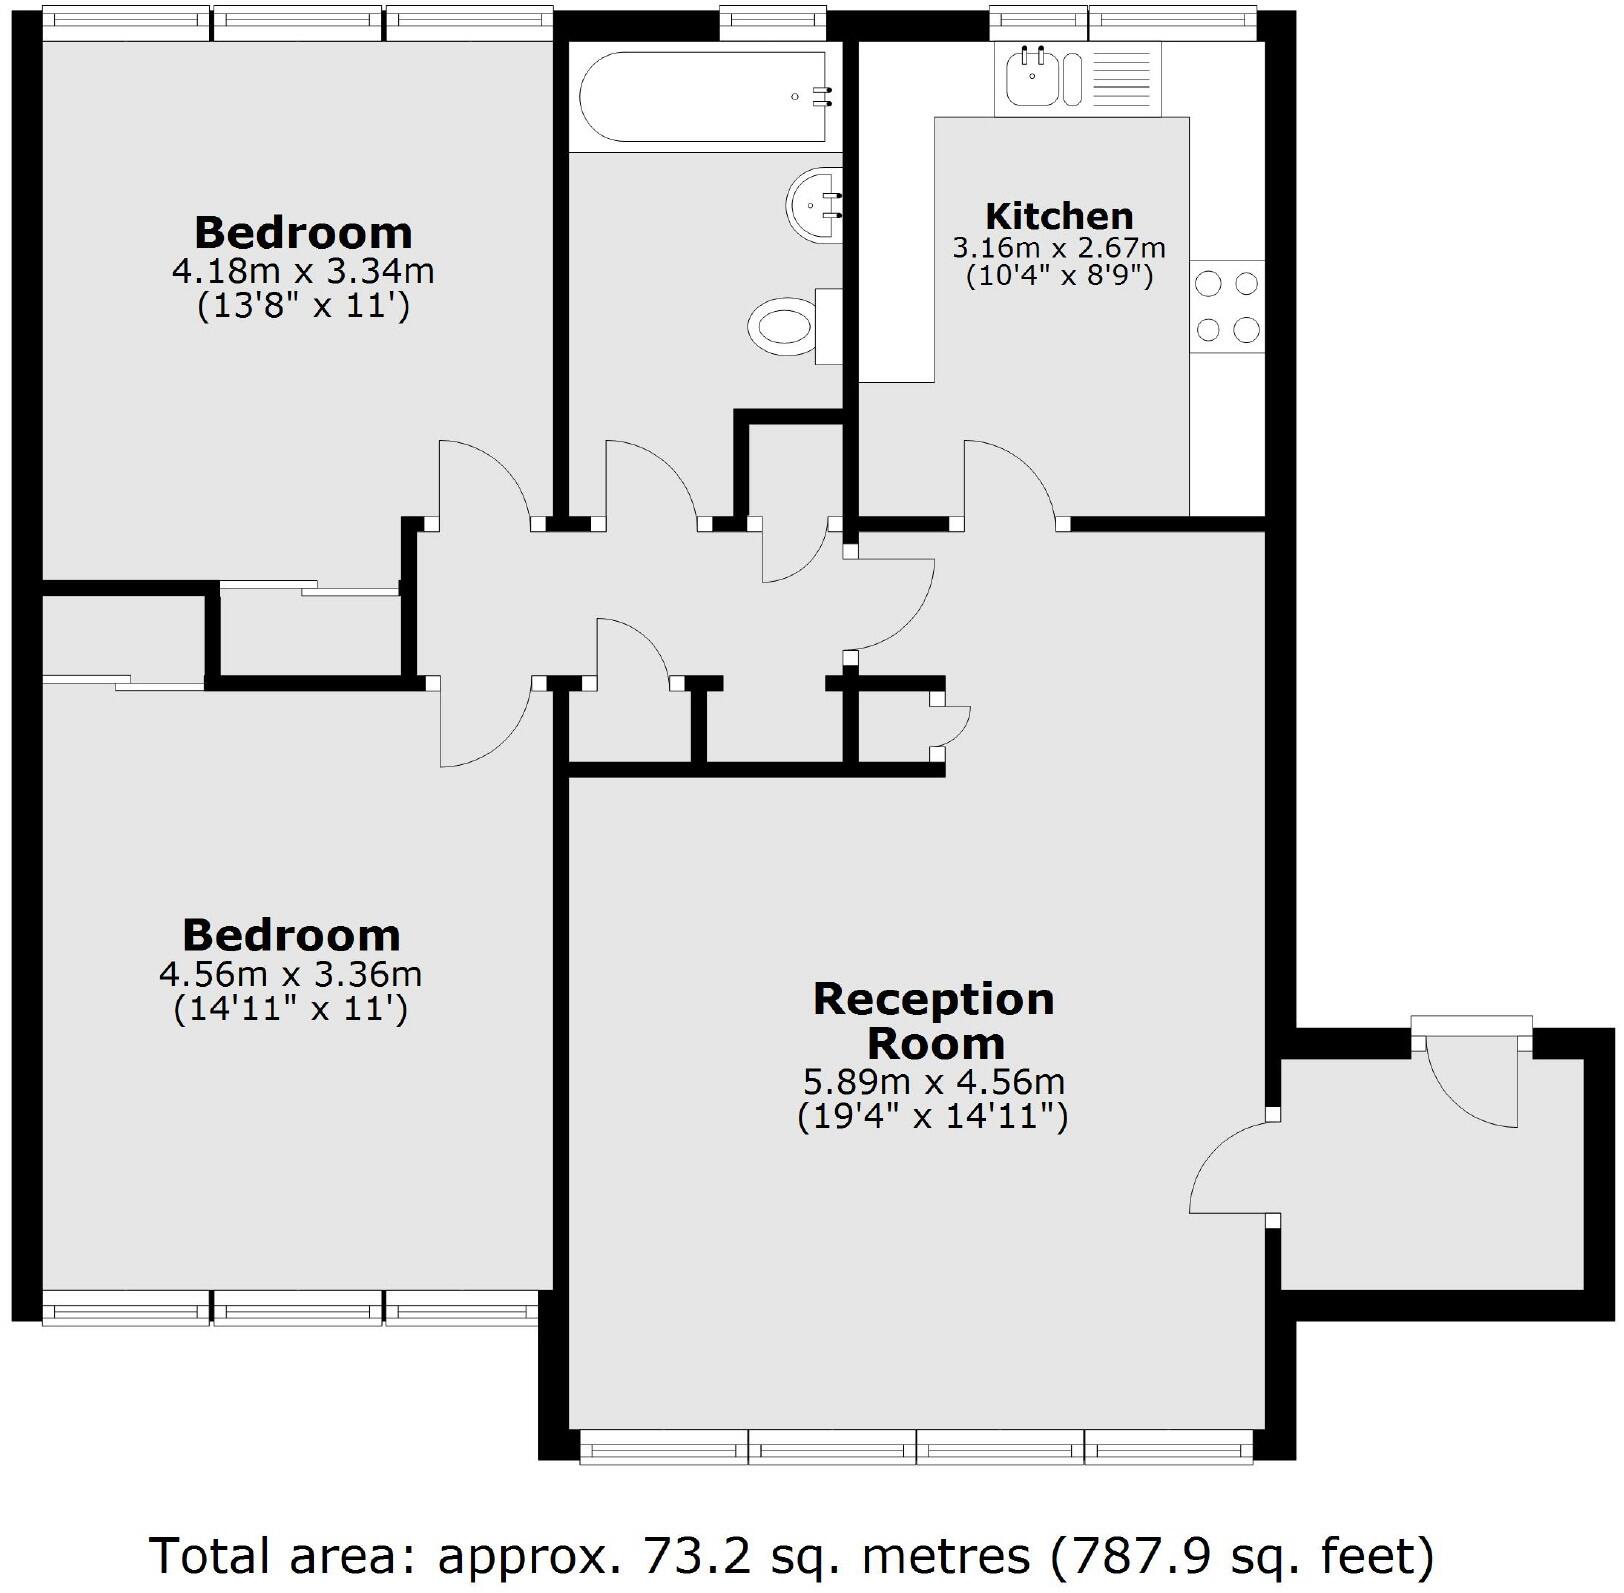 Bedroom
4.18m x 3.34m
(13'8" x 11')
Kitchen
3.16m x 2.67m
(10'4" x 8'9")
Bedroom
4.56m x 3.36m
(14'11" x 11')
Reception
Room
5.89m x 4.56m
(19'4" x 14'11")
Total area: approx. 73.2 sq. metres (787.9 sq. feet)